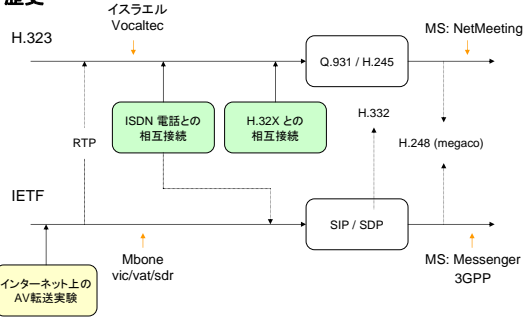 歴史
イスラエル
Vocaltec
H.323
MS: NetMeeting
Q.931 / H.245
ISDN 電話との
相互接続
H.32X との
相互接続
H.332
RTP
H.248 (megaco)
IETF
SIP / SDP
Mbone
vic/vat/sdr
MS: Messenger
3GPP
インターネット上の
AV転送実験